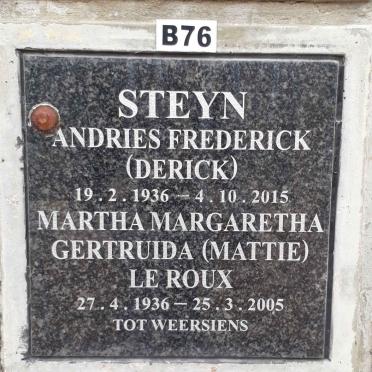 B76
STEYN
ANDRIES FREDERICK
(DERICK)
19.2.1936 – 4.10.2015
MARTHA MARGARETHA
GERTRUIDA (MATTIE)
LE ROUX
27.4.1936 – 25.3.2005
TOT WEERSIENS